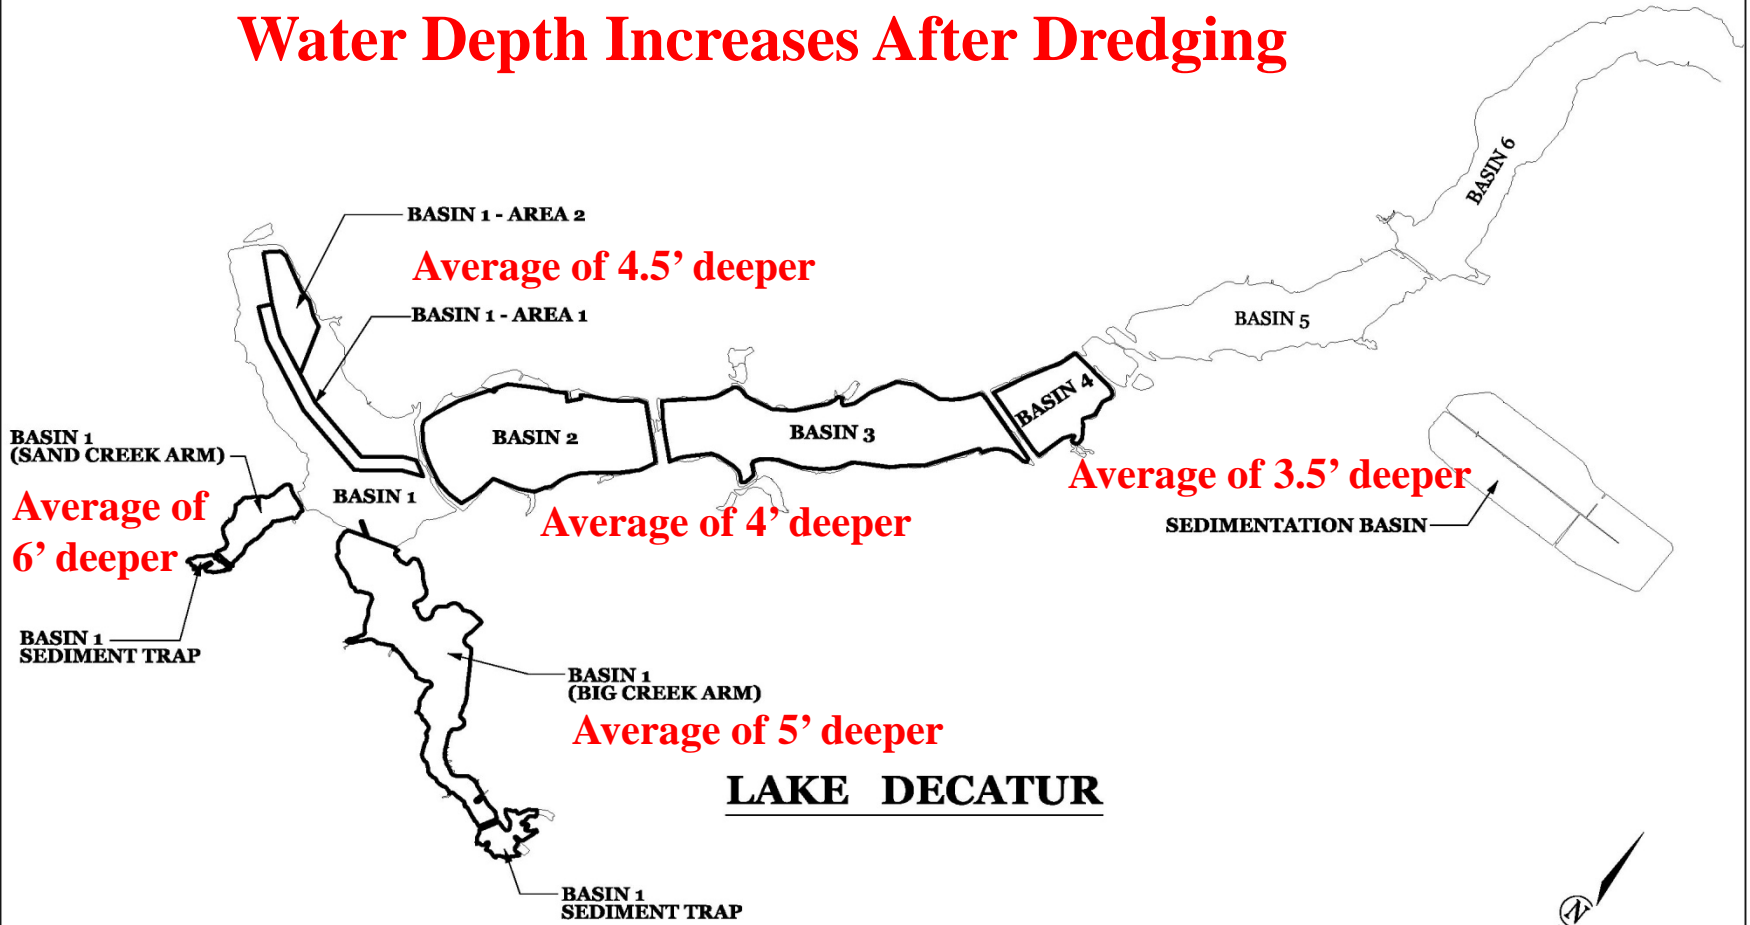 Water Depth Increases After Dredging
BASIN 6
BASIN 1 - AREA 2
Average of 4.5’ deeper
BASIN 1 - AREA 1
BASIN 5
BASIN 4
BASIN 2
BASIN 3
BASIN 1
(SAND CREEK ARM)
Average of
6’ deeper
BASIN 1
Average of 4’ deeper
Average of 3.5’ deeper
SEDIMENTATION BASIN
BASIN 1
SEDIMENT TRAP
BASIN 1
(BIG CREEK ARM)
Average of 5’ deeper
LAKE DECATUR
BASIN 1
SEDIMENT TRAP
N